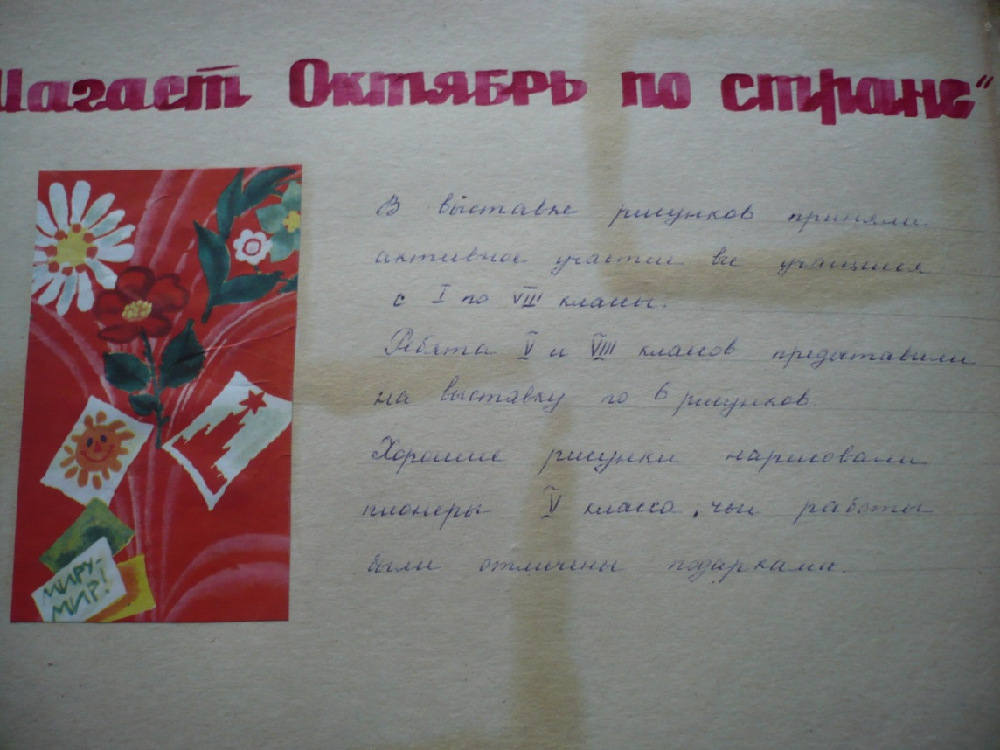 Шагает Октябрь по стране"
В выставке рисунков приняли
активное участие все учащиеся
с I по VIII классы.
Ребята V и VIII классов представили
на выставку по 6 рисунков
Хорошие рисунки нарисовали
пионеры V класса, чьи работы
были отмечены подарками.
МИРУ-
МИР!